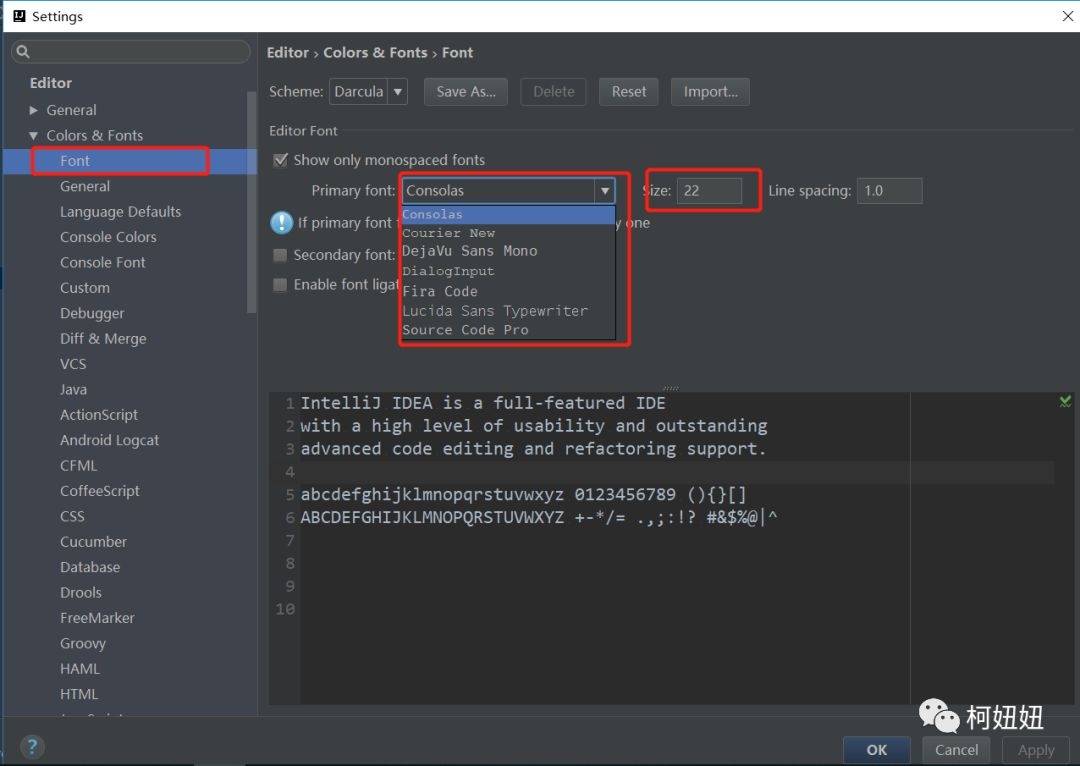 Settings
Editor
General
Colors & Fonts
Font
General
Language Defaults
Console Colors
Console Font
Custom
Debugger
Diff & Merge
VCS
Java
ActionScript
Android Logcat
CFML
CoffeeScript
CSS
Cucumber
Database
Drools
FreeMarker
Groovy
HAML
HTML
Editor › Colors & Fonts › Font
Scheme: Darcula Save As... Delete Reset Import...
Editor Font
Show only monospaced fonts
Primary font: Consolas Size: 22 Line spacing: 1.0
Consolas
Courier New
DejaVu Sans Mono
DialogInput
Fira Code
Lucida Sans Typewriter
Source Code Pro
If primary font one
Secondary font:
Enable font
1 IntelliJ IDEA is a full-featured IDE
2 with a high level of usability and outstanding
3 advanced code editing and refactoring support.
4
5 abcdefghijklmnopqrstuvwxyz 0123456789 (){}[]
6 ABCDEFGHIJKLMNOPQRSTUVWXYZ +-*/= .,;:!? #&$%@|^
7
8
9
10
柯妞妞
? OK Cancel Apply